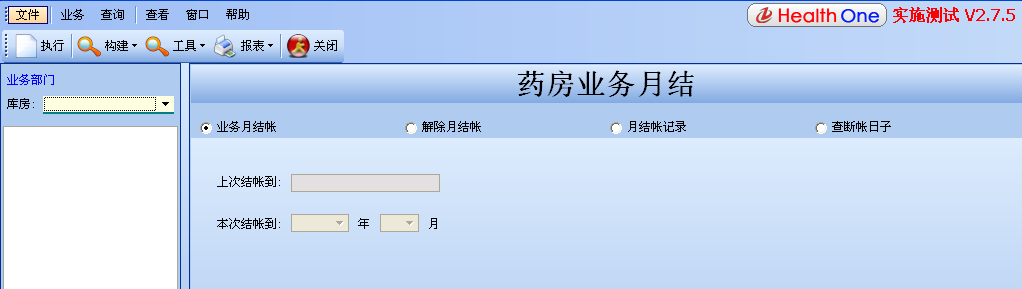 文件 业务 查询 查看 窗口 帮助 Health One 实施测试 V2.7.5
执行 构建 工具 报表 关闭
业务部门
库房:
药房业务月结
业务月结帐 解除月结帐 月结帐记录 查断帐日子
上次结帐到:
本次结帐到: 年 月